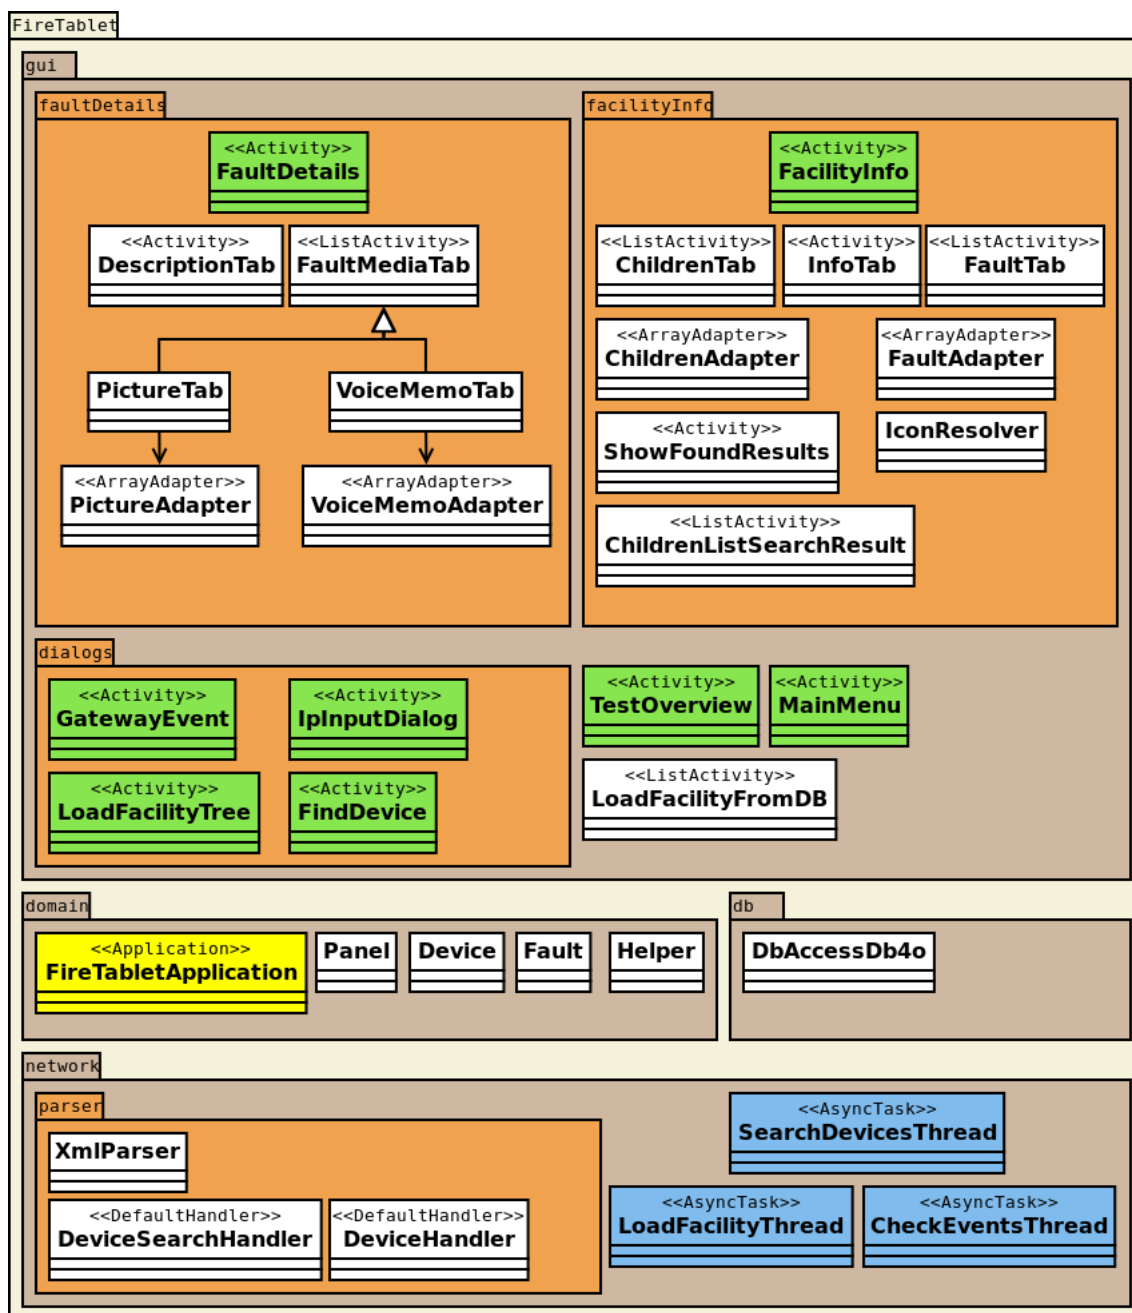 FireTablet
gui
faultDetails
<<Activity>>
FaultDetails
<<Activity>>
DescriptionTab
<<ListActivity>>
FaultMediaTab
PictureTab
VoiceMemoTab
<<ArrayAdapter>>
PictureAdapter
<<ArrayAdapter>>
VoiceMemoAdapter
facilityInfo
<<Activity>>
FacilityInfo
<<ListActivity>>
ChildrenTab
<<Activity>>
InfoTab
<<ListActivity>>
FaultTab
<<ArrayAdapter>>
ChildrenAdapter
<<ArrayAdapter>>
FaultAdapter
<<Activity>>
ShowFoundResults
IconResolver
<<ListActivity>>
ChildrenListSearchResult
dialogs
<<Activity>>
GatewayEvent
<<Activity>>
IpInputDialog
<<Activity>>
LoadFacilityTree
<<Activity>>
FindDevice
<<Activity>>
TestOverview
<<Activity>>
MainMenu
<<ListActivity>>
LoadFacilityFromDB
domain
<<Application>>
FireTabletApplication
Panel
Device
Fault
Helper
db
DbAccessDb4o
network
parser
XmlParser
<<DefaultHandler>>
DeviceSearchHandler
<<DefaultHandler>>
DeviceHandler
<<AsyncTask>>
SearchDevicesThread
<<AsyncTask>>
LoadFacilityThread
<<AsyncTask>>
CheckEventsThread